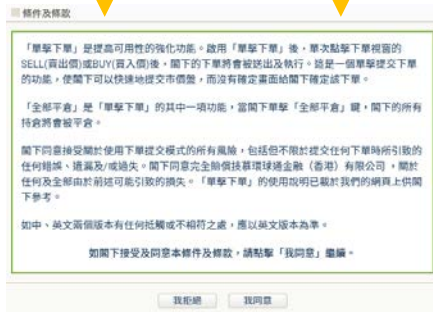 條件及條款
「單擊下單」是提高可用性的強化功能。啟用「單擊下單」後，單次點擊下單視窗的
SELL(賣出價)或BUY(買入價)後，閣下的下單將會被送出及執行。這是一個單擊提交下單
的功能，使閣下可以快速地提交市價盤，而沒有確定畫面給閣下確定該下單。
「全部平倉」是「單擊下單」的其中一項功能，當閣下單擊「全部平倉」鍵，閣下的所有
持倉將會被平倉。
閣下同意接受關於使用下單提交模式的所有風險，包括但不限於提交任何下單時所引致的
任何錯誤、遺漏及/或過失。閣下同意完全賠償技慕環球通金融（香港）有限公司，關於
任何及全部由於前述可能引致的損失。「單擊下單」的使用說明已載於我們的網頁上供閣
下參考。
如中、英文兩個版本有任何抵觸或不相符之處，應以英文版本為準。
如閣下接受及同意本條件及條款，請點擊「我同意」繼續。
我拒絕 我同意